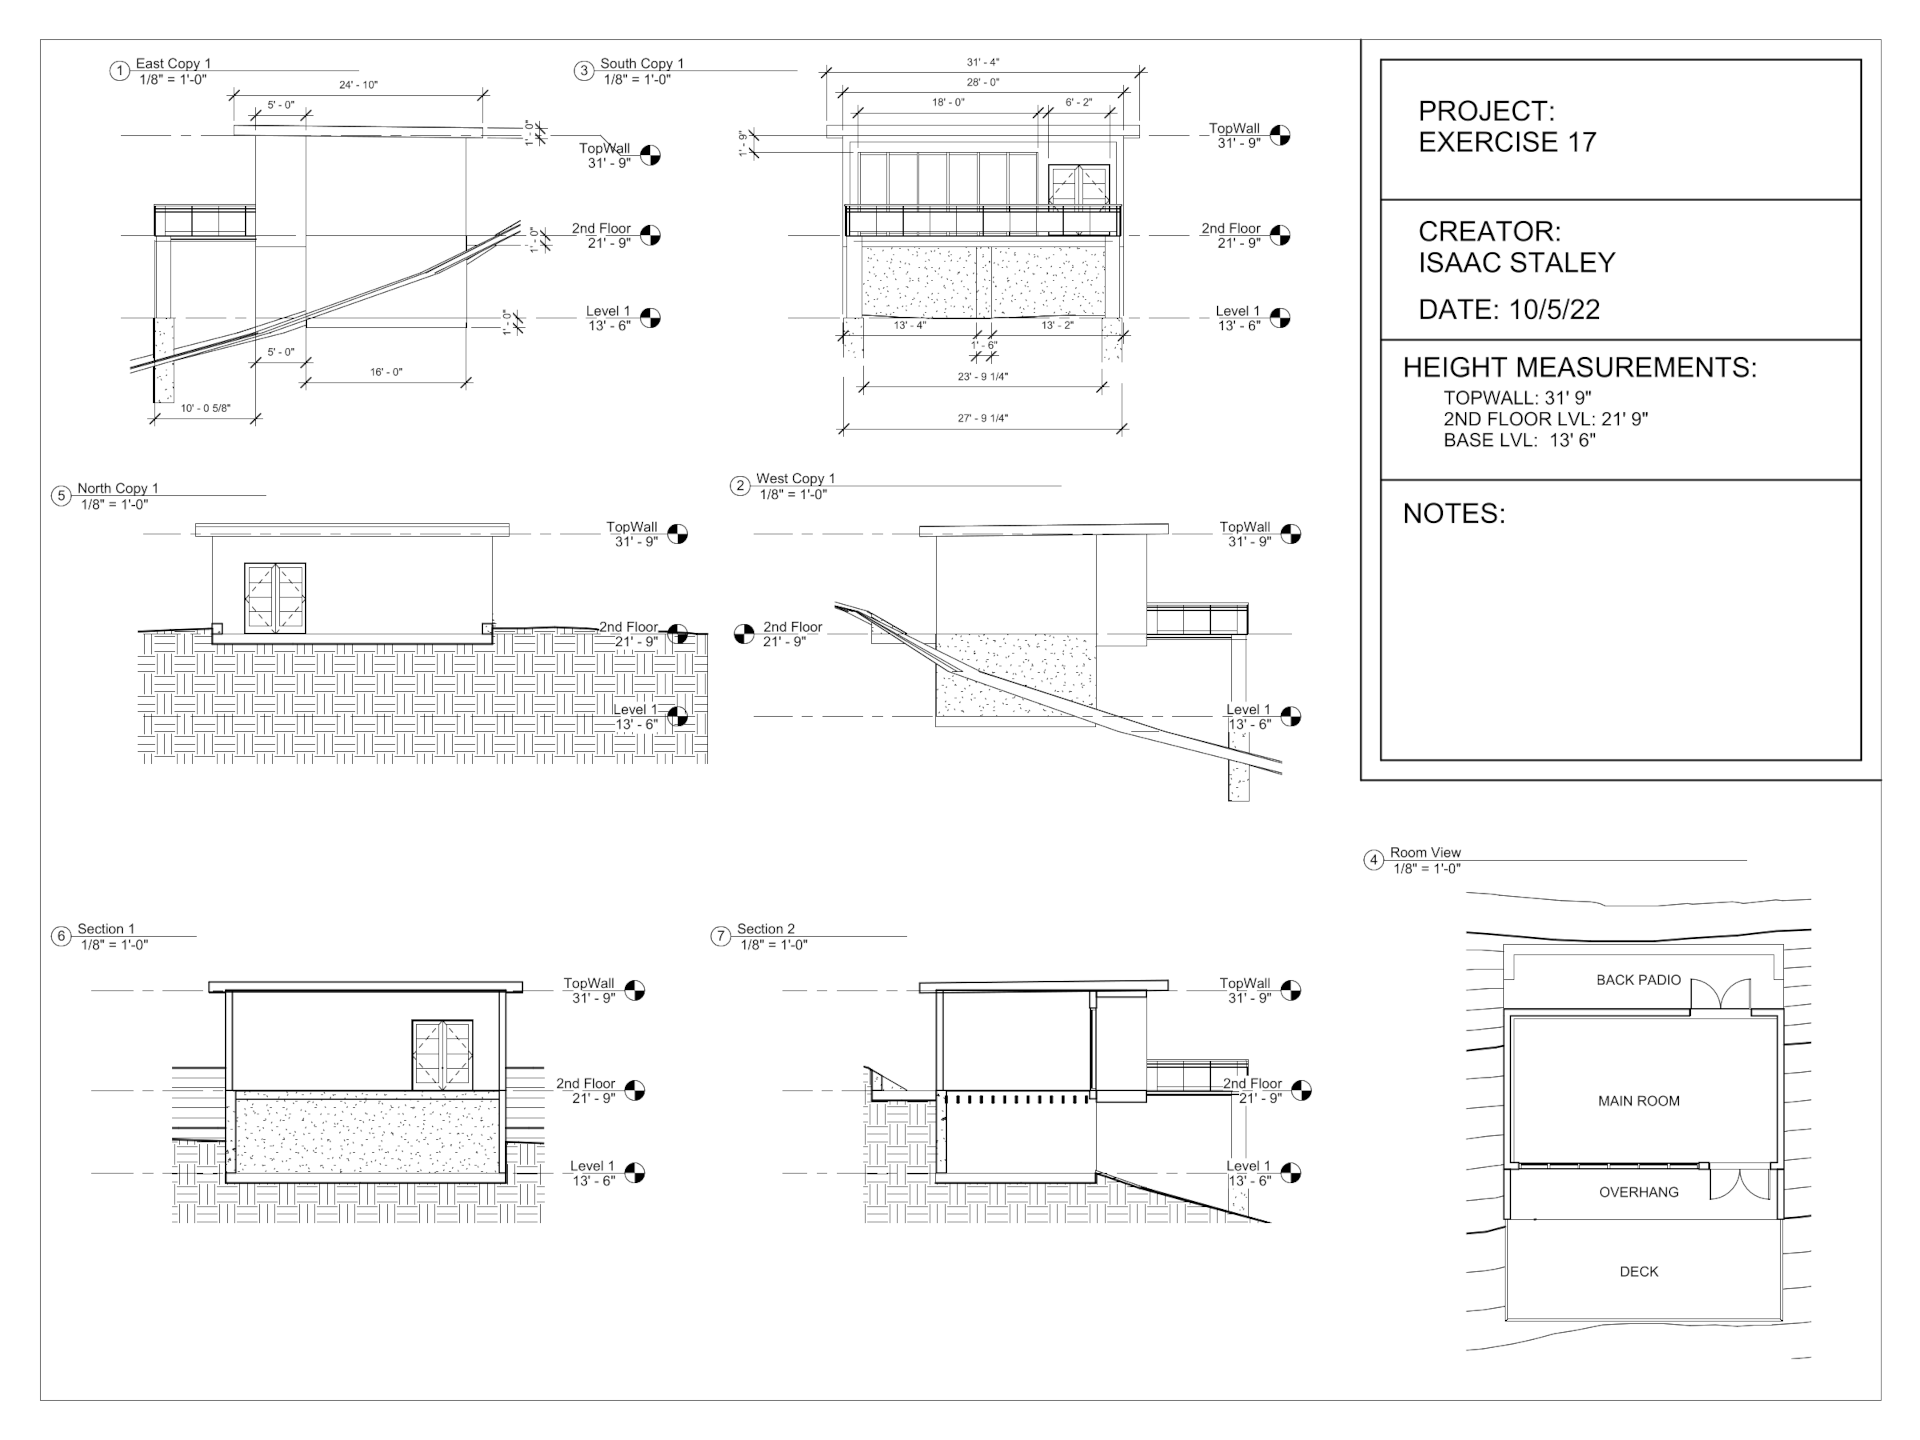 1
East Copy 1
1/8" = 1'-0"
24' - 10"
5' - 0"
1' - 0"
TopWall
31' - 9"
2nd Floor
21' - 9"
1' - 0"
Level 1
13' - 6"
1' - 0"
5' - 0"
16' - 0"
10' - 0 5/8"
3
South Copy 1
1/8" = 1'-0"
31' - 4"
28' - 0"
18' - 0"
6' - 2"
1' - 9"
TopWall
31' - 9"
2nd Floor
21' - 9"
Level 1
13' - 6"
13' - 4"
13' - 2"
1' - 6"
23' - 9 1/4"
27' - 9 1/4"
PROJECT:
EXERCISE 17
CREATOR:
ISAAC STALEY
DATE: 10/5/22
HEIGHT MEASUREMENTS:
TOPWALL: 31' 9"
2ND FLOOR LVL: 21' 9"
BASE LVL: 13' 6"
NOTES:
5
North Copy 1
1/8" = 1'-0"
TopWall
31' - 9"
2nd Floor
21' - 9"
Level 1
13' - 6"
2
West Copy 1
1/8" = 1'-0"
TopWall
31' - 9"
2nd Floor
21' - 9"
Level 1
13' - 6"
6
Section 1
1/8" = 1'-0"
TopWall
31' - 9"
2nd Floor
21' - 9"
Level 1
13' - 6"
7
Section 2
1/8" = 1'-0"
TopWall
31' - 9"
2nd Floor
21' - 9"
Level 1
13' - 6"
4
Room View
1/8" = 1'-0"
BACK PADIO
MAIN ROOM
OVERHANG
DECK